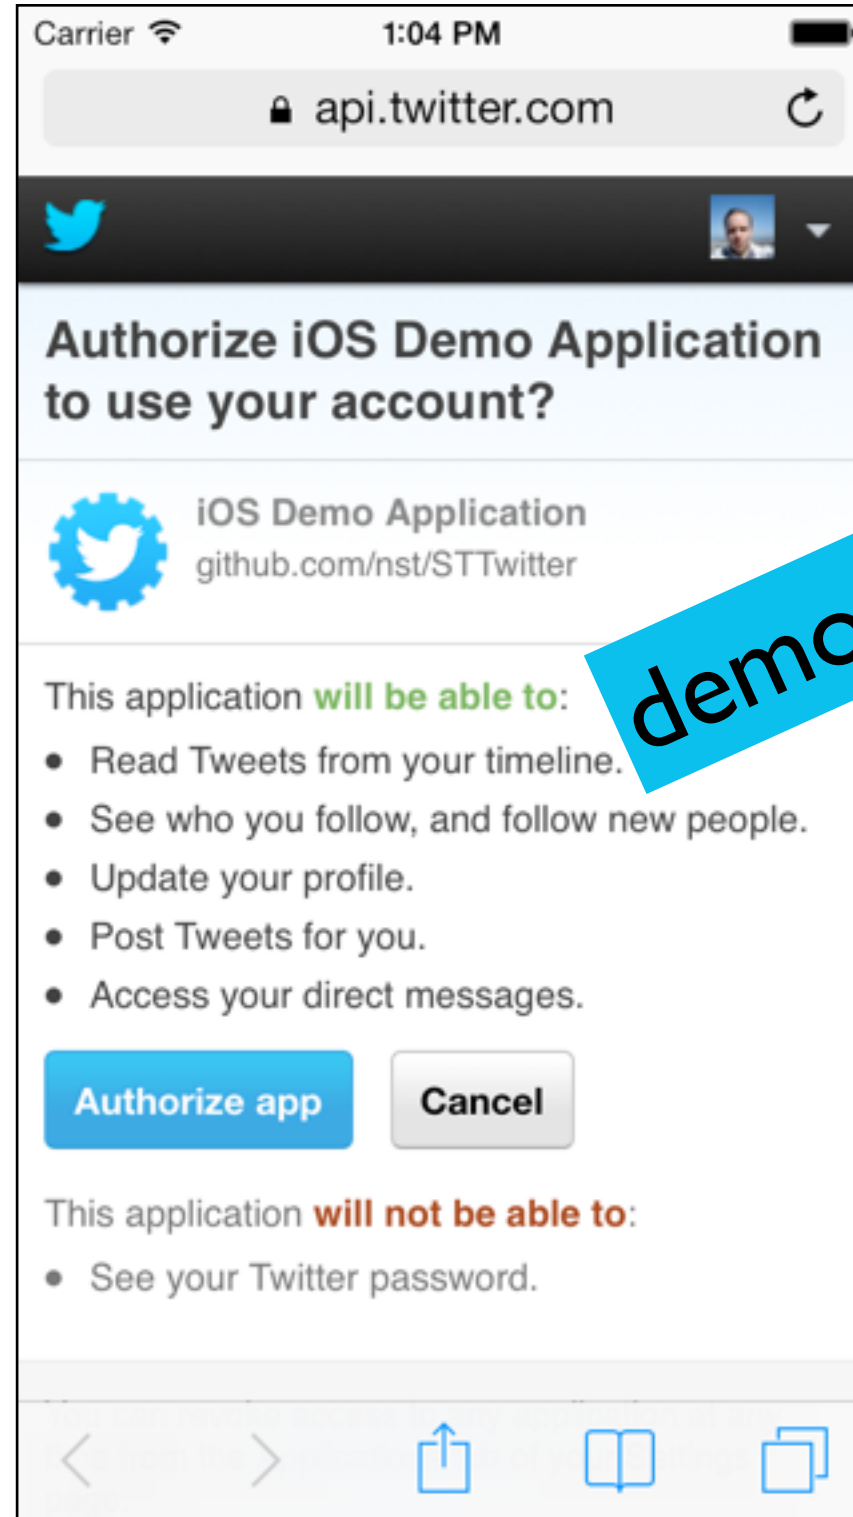 Carrier 1:04 PM
api.twitter.com
Authorize iOS Demo Application
to use your account?
iOS Demo Application
github.com/nst/STTwitter
demo
This application will be able to:
• Read Tweets from your timeline.
• See who you follow, and follow new people.
• Update your profile.
• Post Tweets for you.
• Access your direct messages.
Authorize app Cancel
This application will not be able to:
• See your Twitter password.